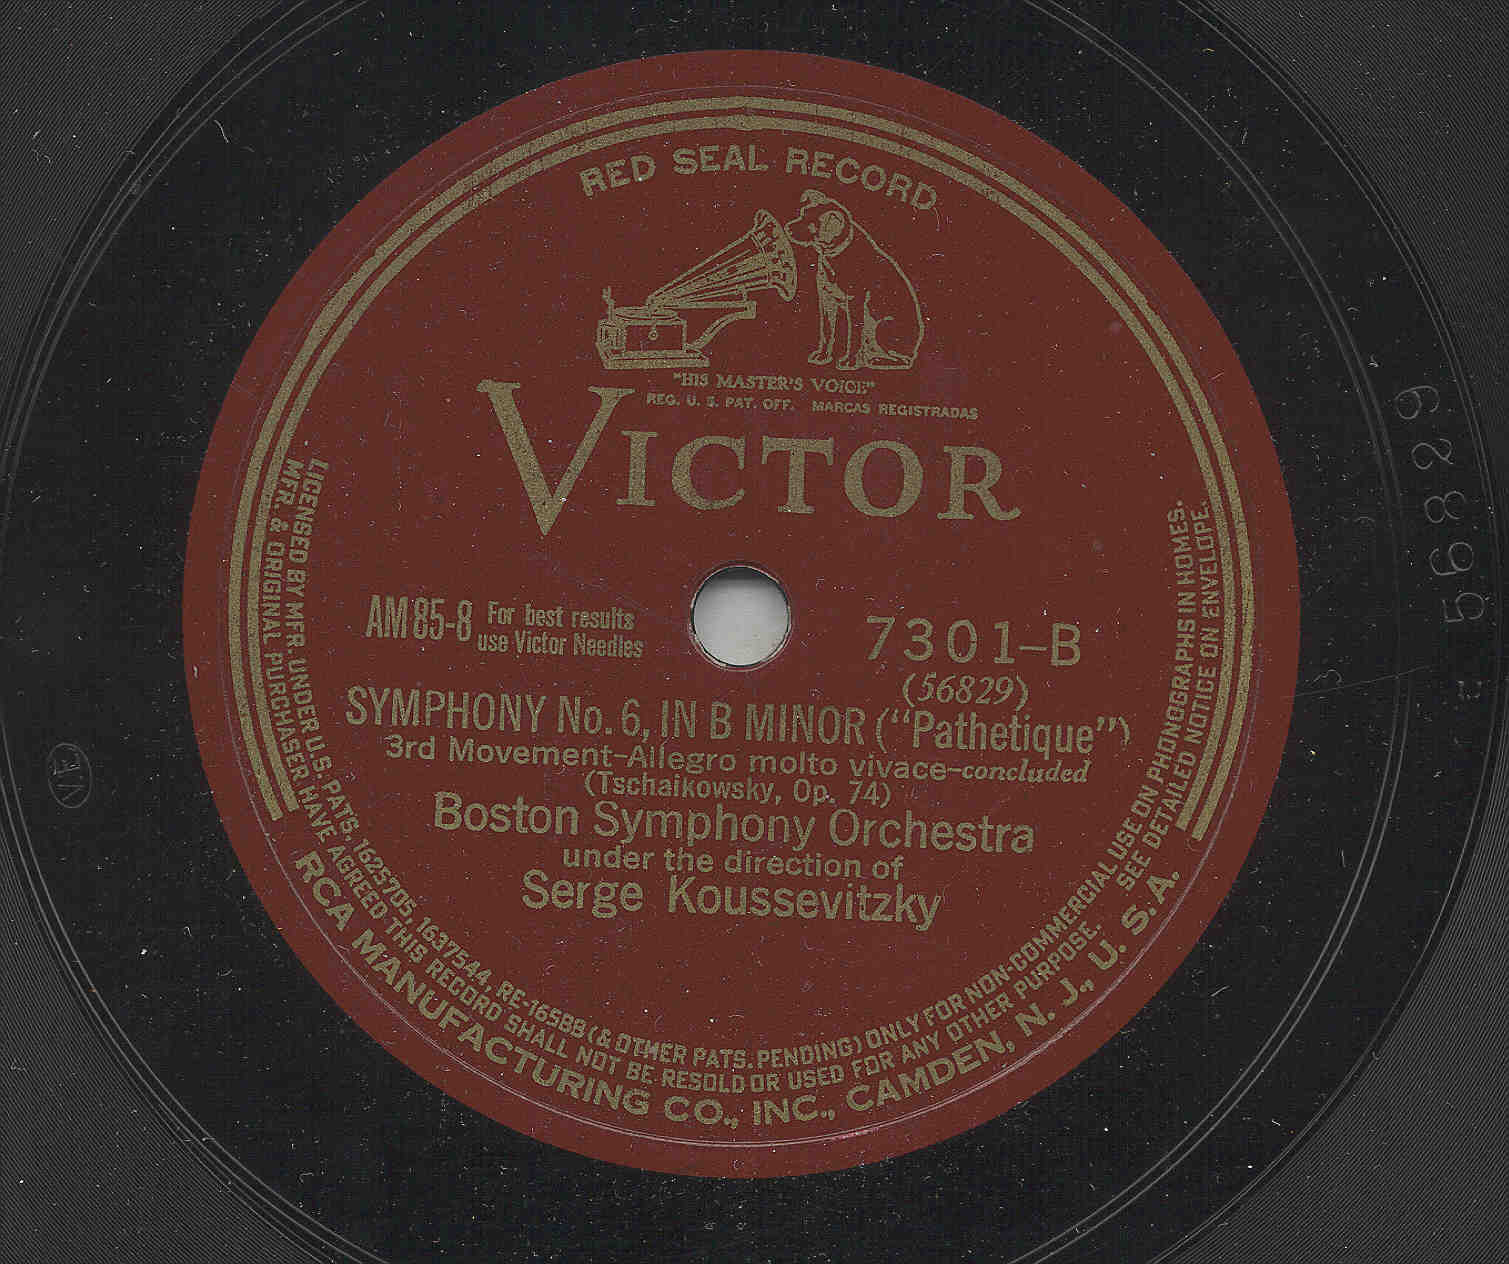 RED SEAL RECORD
"HIS MASTER'S VOICE"
REG. U. S. PAT. OFF. MARCAS REGISTRADAS
VICTOR
AM 85-8 For best results
use Victor Needles
7301-B
(56829)
SYMPHONY No. 6, IN B MINOR ("Pathetique")
3rd Movement-Allegro molto vivace-concluded
(Tschaikowsky, Op. 74)
Boston Symphony Orchestra
under the direction of
Serge Koussevitzky
LICENSED BY MFR. UNDER U.S. PATS. 1625705, 1637544, RE-16588 (& OTHER PATS. PENDING) ONLY FOR NON-COMMERCIAL USE ON PHONOGRAPHS IN HOMES.
MFR. & ORIGINAL PURCHASER HAVE AGREED THIS RECORD SHALL NOT BE RESOLD OR USED FOR ANY OTHER PURPOSE. SEE DETAILED NOTICE ON ENVELOPE.
RCA MANUFACTURING CO., INC., CAMDEN, N. J., U. S. A.
= 56829
VE